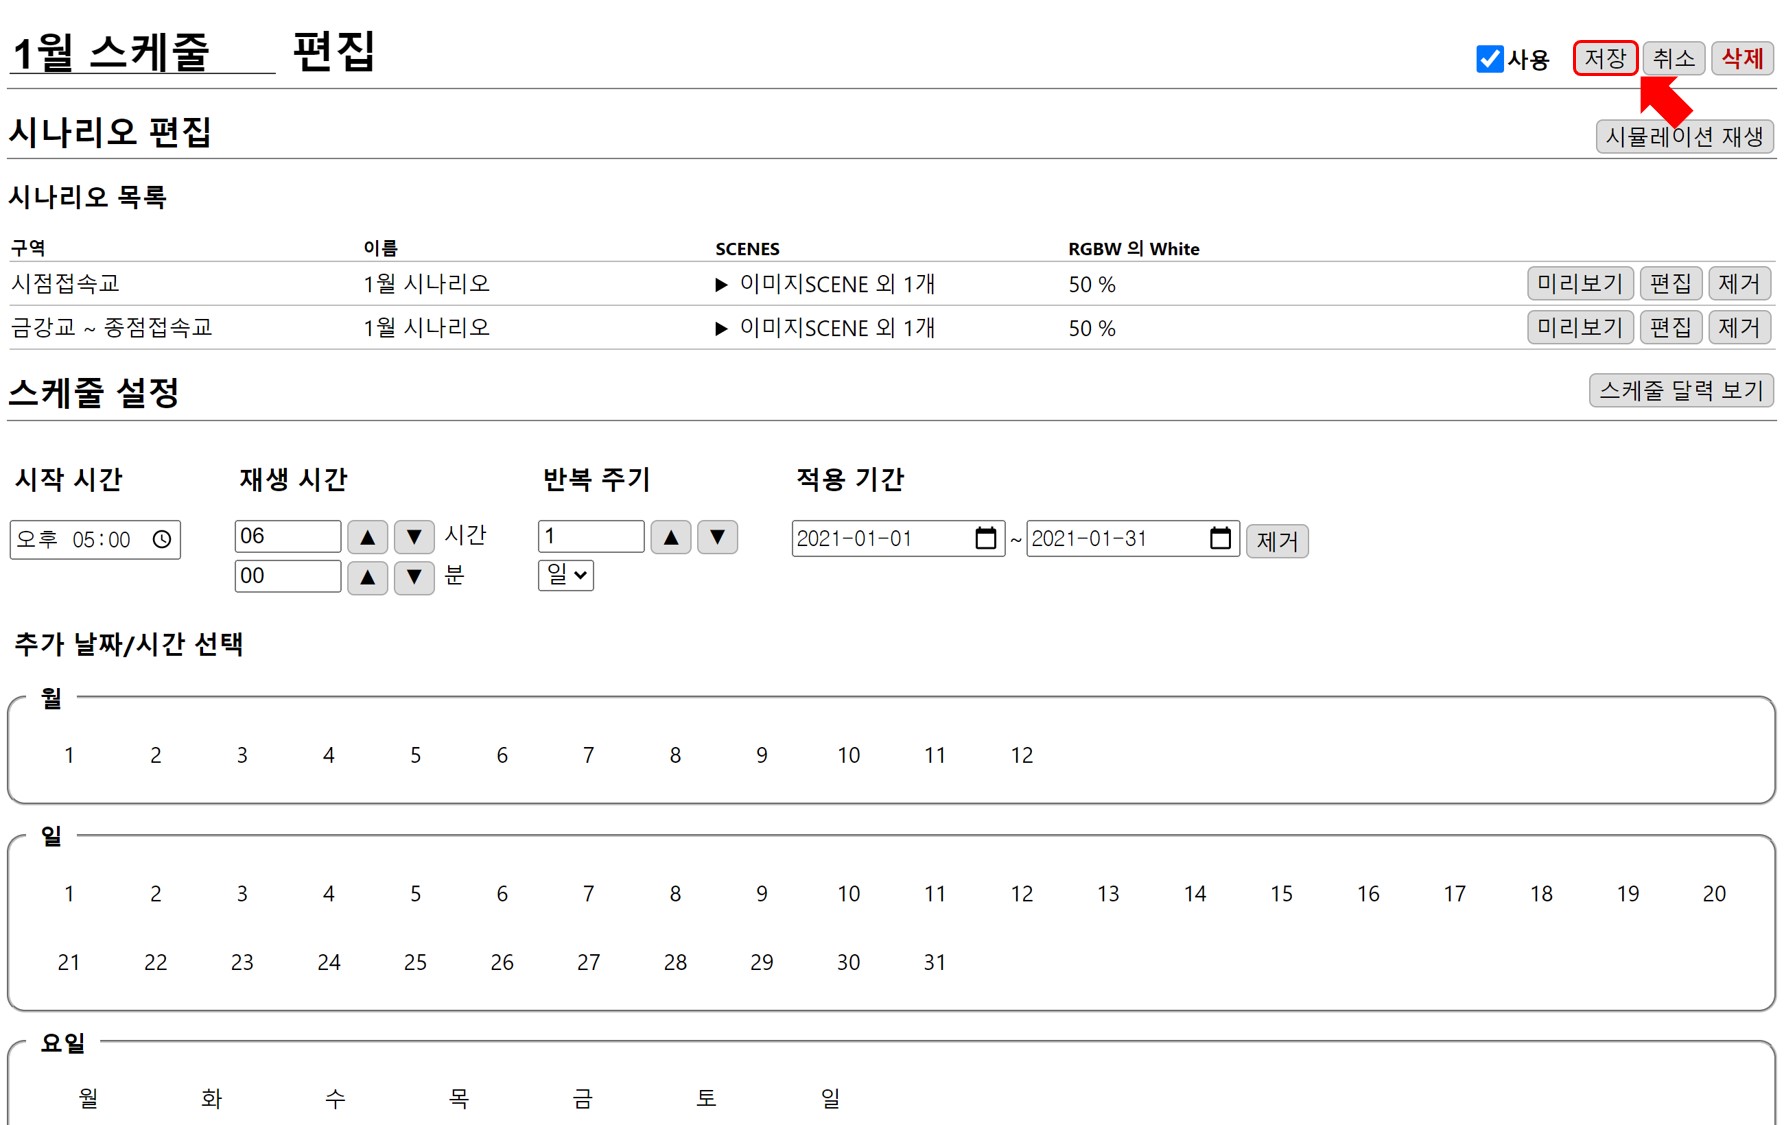 1월 스케줄 편집
사용 저장 취소 삭제
시나리오 편집
시뮬레이션 재생
시나리오 목록
구역 이름 SCENES RGBW 의 White
시점접속교 1월 시나리오 ▶ 이미지SCENE 외 1개 50 % 미리보기 편집 제거
금강교 ~ 종점접속교 1월 시나리오 ▶ 이미지SCENE 외 1개 50 % 미리보기 편집 제거
스케줄 설정
스케줄 달력 보기
시작 시간 재생 시간 반복 주기 적용 기간
오후 05:00 06 ▲ ▼ 시간 1 ▲ ▼ 2021-01-01 ~ 2021-01-31 제거
00 ▲ ▼ 분 일
추가 날짜/시간 선택
월
1 2 3 4 5 6 7 8 9 10 11 12
일
1 2 3 4 5 6 7 8 9 10 11 12 13 14 15 16 17 18 19 20
21 22 23 24 25 26 27 28 29 30 31
요일
월 화 수 목 금 토 일